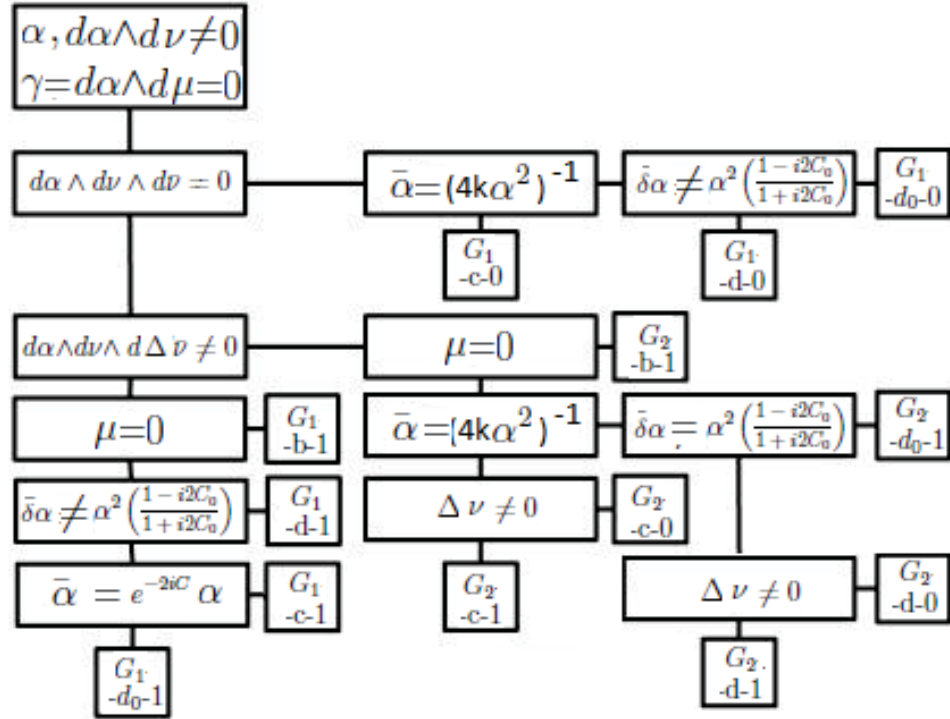 α, dα∧dν≠0
γ=dα∧dμ=0
dα ∧ dν ∧ dν̄ = 0
ᾱ=(4kα²)⁻¹
δ̄α ≠ α²((1−i2C₀)/(1+i2C₀))
G₁
-d₀-0
G₁
-c-0
G₁.
-d-0
dα∧dν∧ dΔν̄ ≠ 0
μ=0
G₂
-b-1
μ=0
G₁.
-b-1
ᾱ=(4kα²)⁻¹
δ̄α = α²((1−i2C₀)/(1+i2C₀))
G₂
-d₀-1
δ̄α ≠ α²((1−i2C₀)/(1+i2C₀))
G₁
-d-1
Δ ν ≠ 0
G₂
-c-0
ᾱ = e⁻²ⁱᶜ α
G₁
-c-1
G₂.
-c-1
Δ ν ≠ 0
G₂
-d-0
G₁.
-d₀-1
G₂.
-d-1